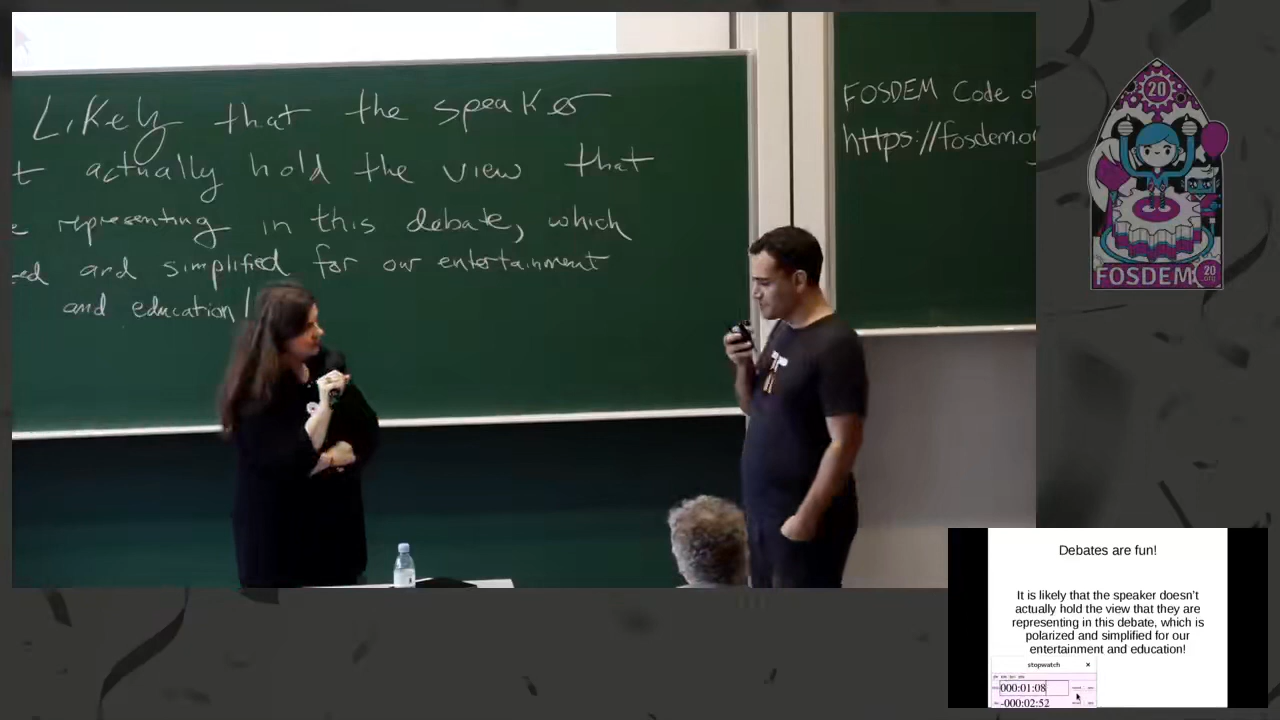 Likely that the speaker
t actually hold the view that
e representing in this debate, which
ed and simplified for our entertainment
and education!
FOSDEM Code of
https://fosdem.or
20
FOSDEM 20
.org
Debates are fun!
It is likely that the speaker doesn't
actually hold the view that they are
representing in this debate, which is
polarized and simplified for our
entertainment and education!
stopwatch
000:01:08
-000:02:52